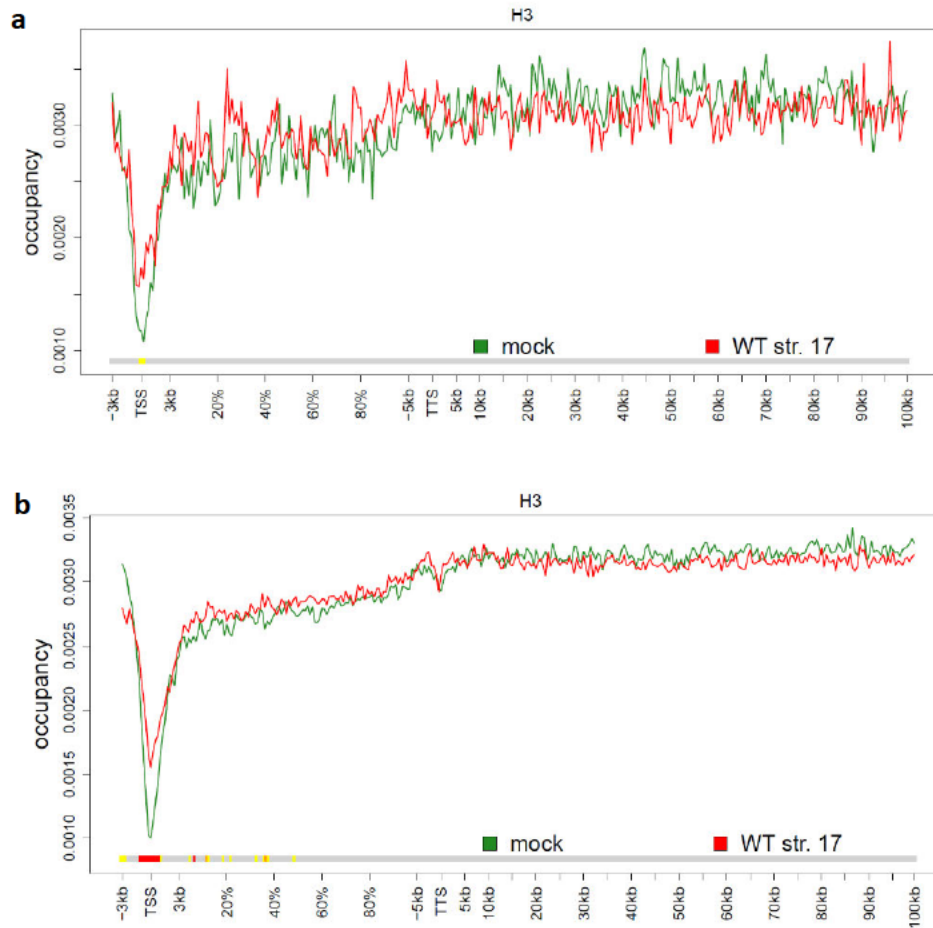 a
H3
occupancy
0.0030
0.0020
0.0010
mock
WT str. 17
−3kb
TSS
3kb
20%
40%
60%
80%
−5kb
TTS
5kb
10kb
20kb
30kb
40kb
50kb
60kb
70kb
80kb
90kb
100kb
b
H3
occupancy
0.0035
0.0030
0.0025
0.0020
0.0015
0.0010
mock
WT str. 17
−3kb
TSS
3kb
20%
40%
60%
80%
−5kb
TTS
5kb
10kb
20kb
30kb
40kb
50kb
60kb
70kb
80kb
90kb
100kb